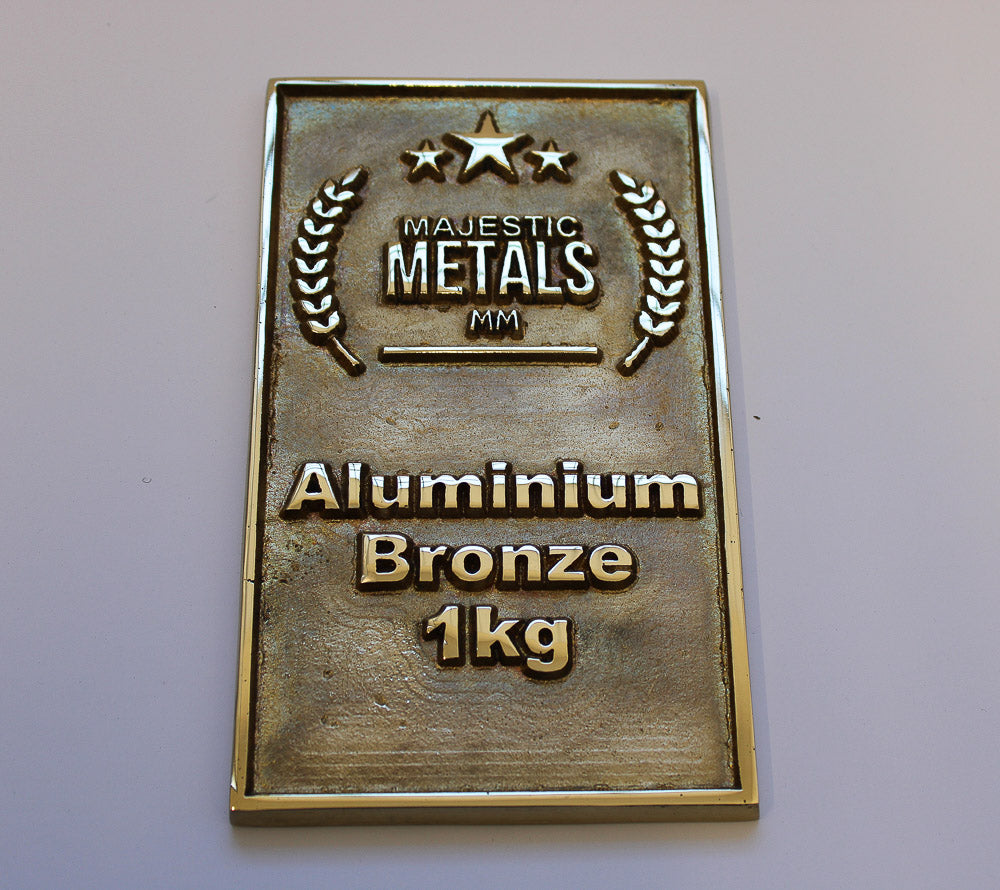 MAJESTIC
METALS
MM
Aluminium
Bronze
1kg